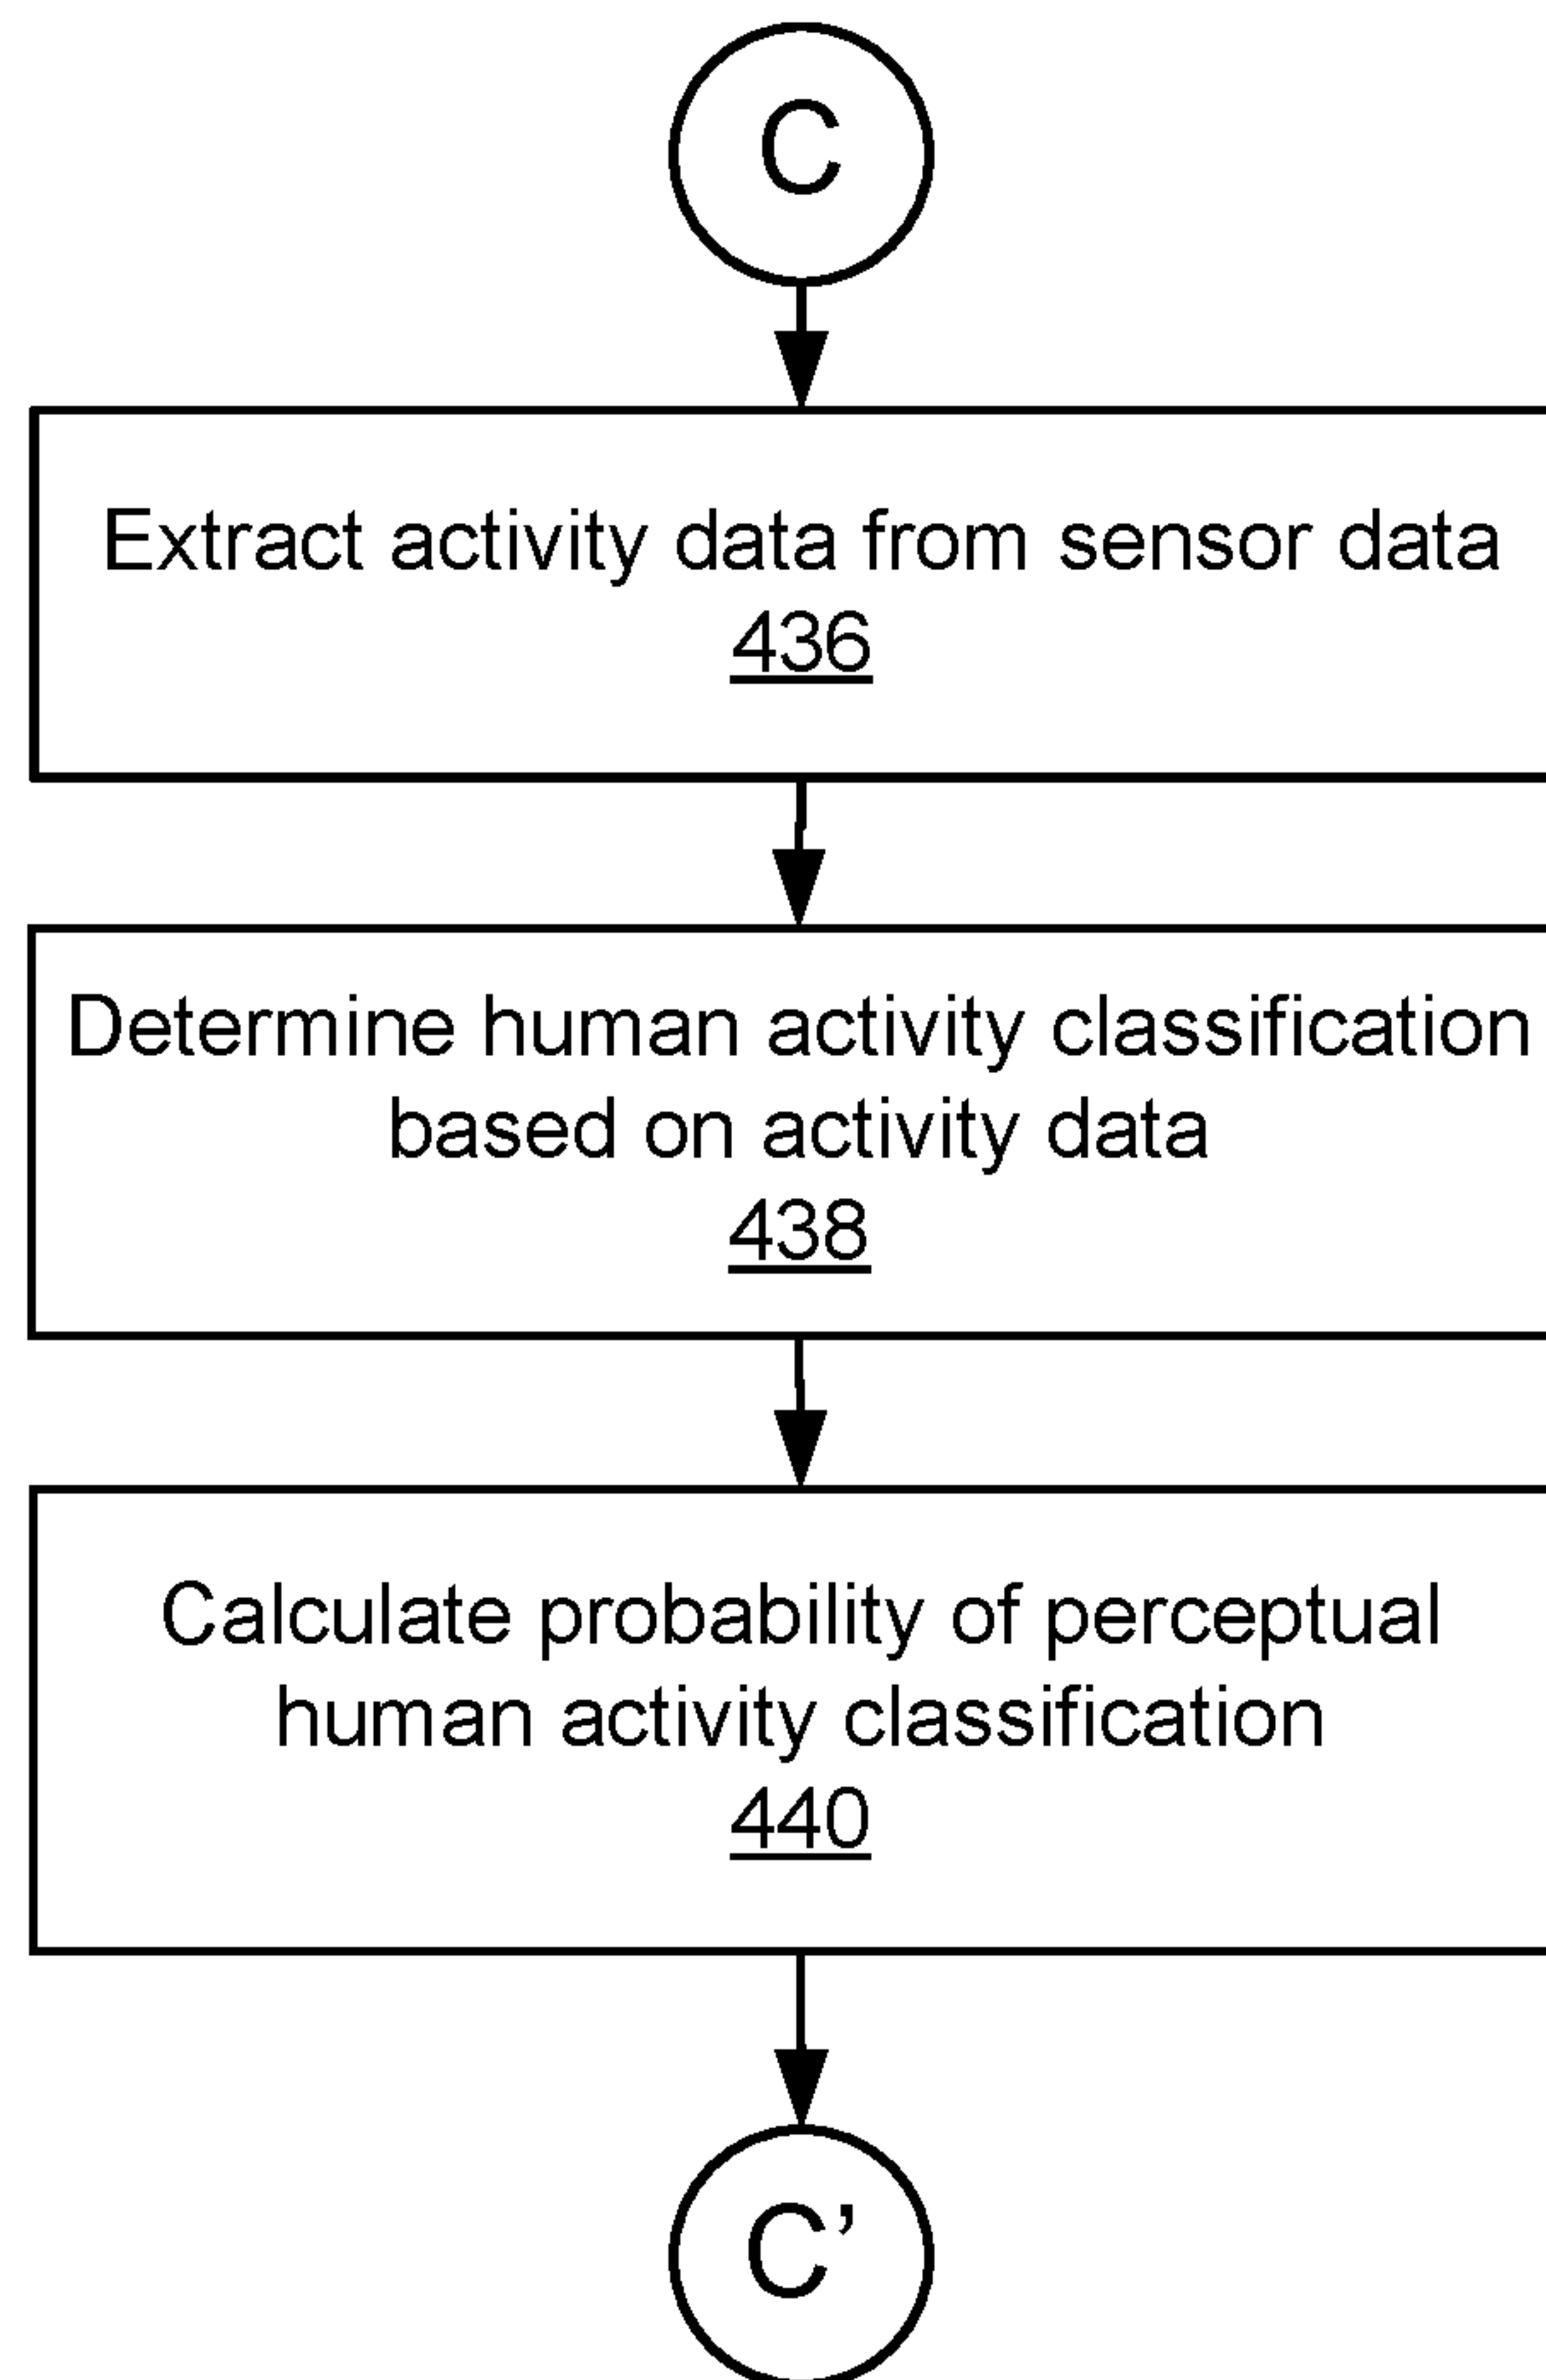 C
Extract activity data from sensor data
436
Determine human activity classification
based on activity data
438
Calculate probability of perceptual
human activity classification
440
C’